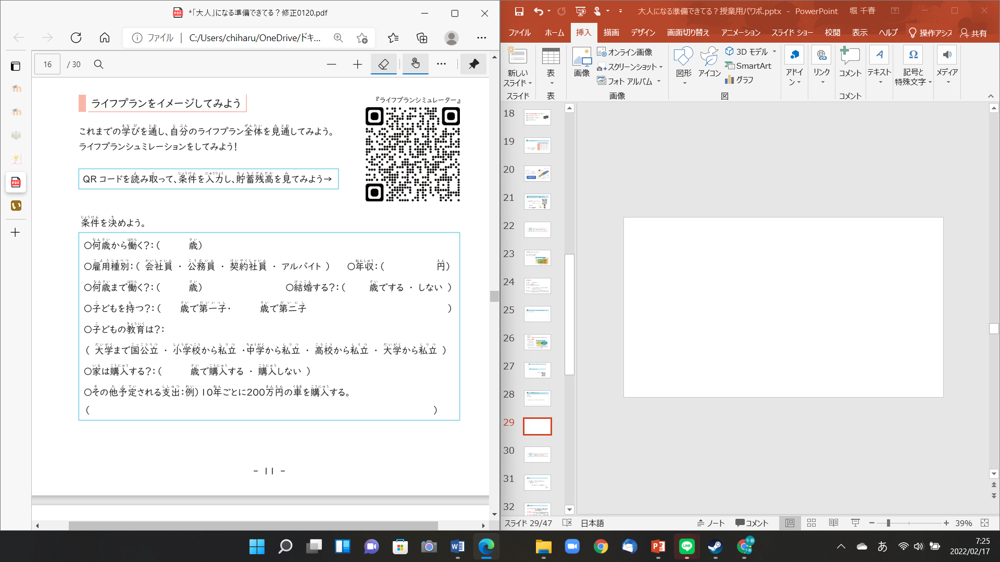 *「大人」になる準備できてる？修正0120.pdf
ファイル
C:/Users/chiharu/OneDrive/ドキ...
16
/ 30
ライフプランをイメージしてみよう
『ライフプランシミュレーター』
これまでの学びを通し、自分のライフプラン全体を見通してみよう。
ライフプランシュミレーションをしてみよう！
QRコードを読み取って、条件を入力し、貯蓄残高を見てみよう→
条件を決めよう。
〇何歳から働く？：（　　　歳）
〇雇用種別：（ 会社員 ・ 公務員 ・ 契約社員 ・ アルバイト ）　〇年収：（　　　　　円）
〇何歳まで働く？：（　　　歳）　　　　　〇結婚する？：（　　　歳でする ・ しない ）
〇子どもを持つ？：（　　歳で第一子・　　　歳で第二子　　　　　　　　　　　）
〇子どもの教育は？：
（ 大学まで国公立 ・ 小学校から私立 ・中学から私立 ・ 高校から私立 ・ 大学から私立 ）
〇家は購入する？：（　　　歳で購入する ・ 購入しない ）
〇その他予定される支出：例）10年ごとに200万円の車を購入する。
（　　　　　　　　　　　　　　　　　　　　　　　　　　　　　　）
- 11 -
大人になる準備できてる？授業用パワポ.pptx - PowerPoint
堀 千春
ファイル ホーム 挿入 描画 デザイン 画面切り替え アニメーション スライド ショー 校閲 表示 ヘルプ 操作アシス 共有
新しい
スライド
スライド
表
表
画像
オンライン画像
スクリーンショット
フォト アルバム
画像
図形
アイコン
3D モデル
SmartArt
グラフ
図
アドイ
ン
リンク
コメント
コメント
テキスト
記号と
特殊文字
メディア
18
19
20
21
22
23
24
25
26
27
28
29
30
31
32
スライド 29/47
日本語
ノート
コメント
39%
あ
7:25
2022/02/17